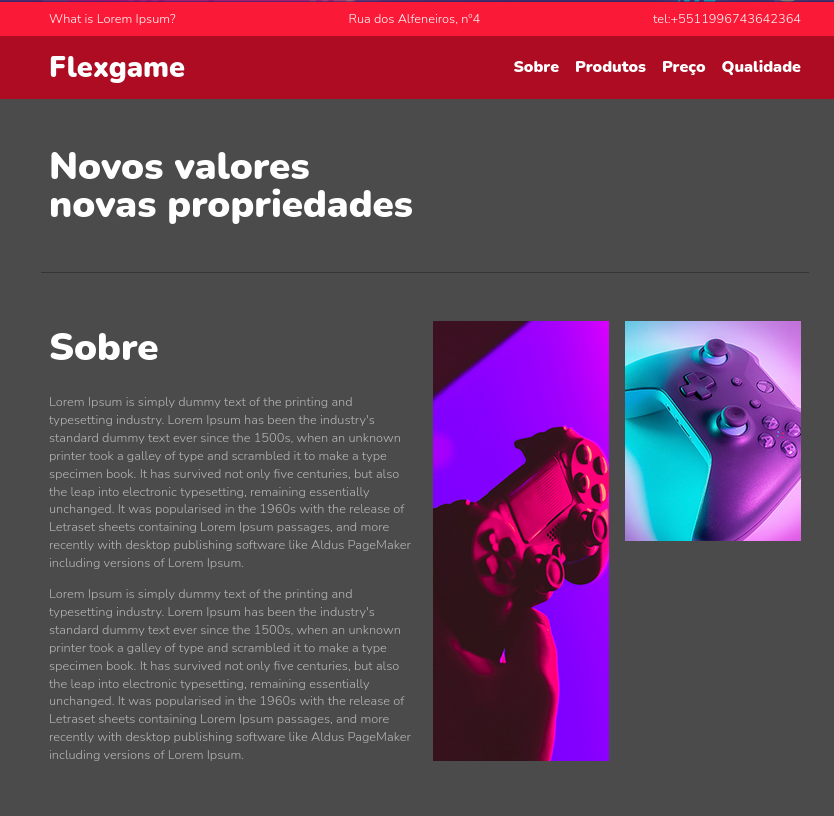 What is Lorem Ipsum?
Rua dos Alfeneiros, nº4
tel:+5511996743642364
Flexgame
Sobre
Produtos
Preço
Qualidade
Novos valores
novas propriedades
Sobre
Lorem Ipsum is simply dummy text of the printing and
typesetting industry. Lorem Ipsum has been the industry's
standard dummy text ever since the 1500s, when an unknown
printer took a galley of type and scrambled it to make a type
specimen book. It has survived not only five centuries, but also
the leap into electronic typesetting, remaining essentially
unchanged. It was popularised in the 1960s with the release of
Letraset sheets containing Lorem Ipsum passages, and more
recently with desktop publishing software like Aldus PageMaker
including versions of Lorem Ipsum.
Lorem Ipsum is simply dummy text of the printing and
typesetting industry. Lorem Ipsum has been the industry's
standard dummy text ever since the 1500s, when an unknown
printer took a galley of type and scrambled it to make a type
specimen book. It has survived not only five centuries, but also
the leap into electronic typesetting, remaining essentially
unchanged. It was popularised in the 1960s with the release of
Letraset sheets containing Lorem Ipsum passages, and more
recently with desktop publishing software like Aldus PageMaker
including versions of Lorem Ipsum.